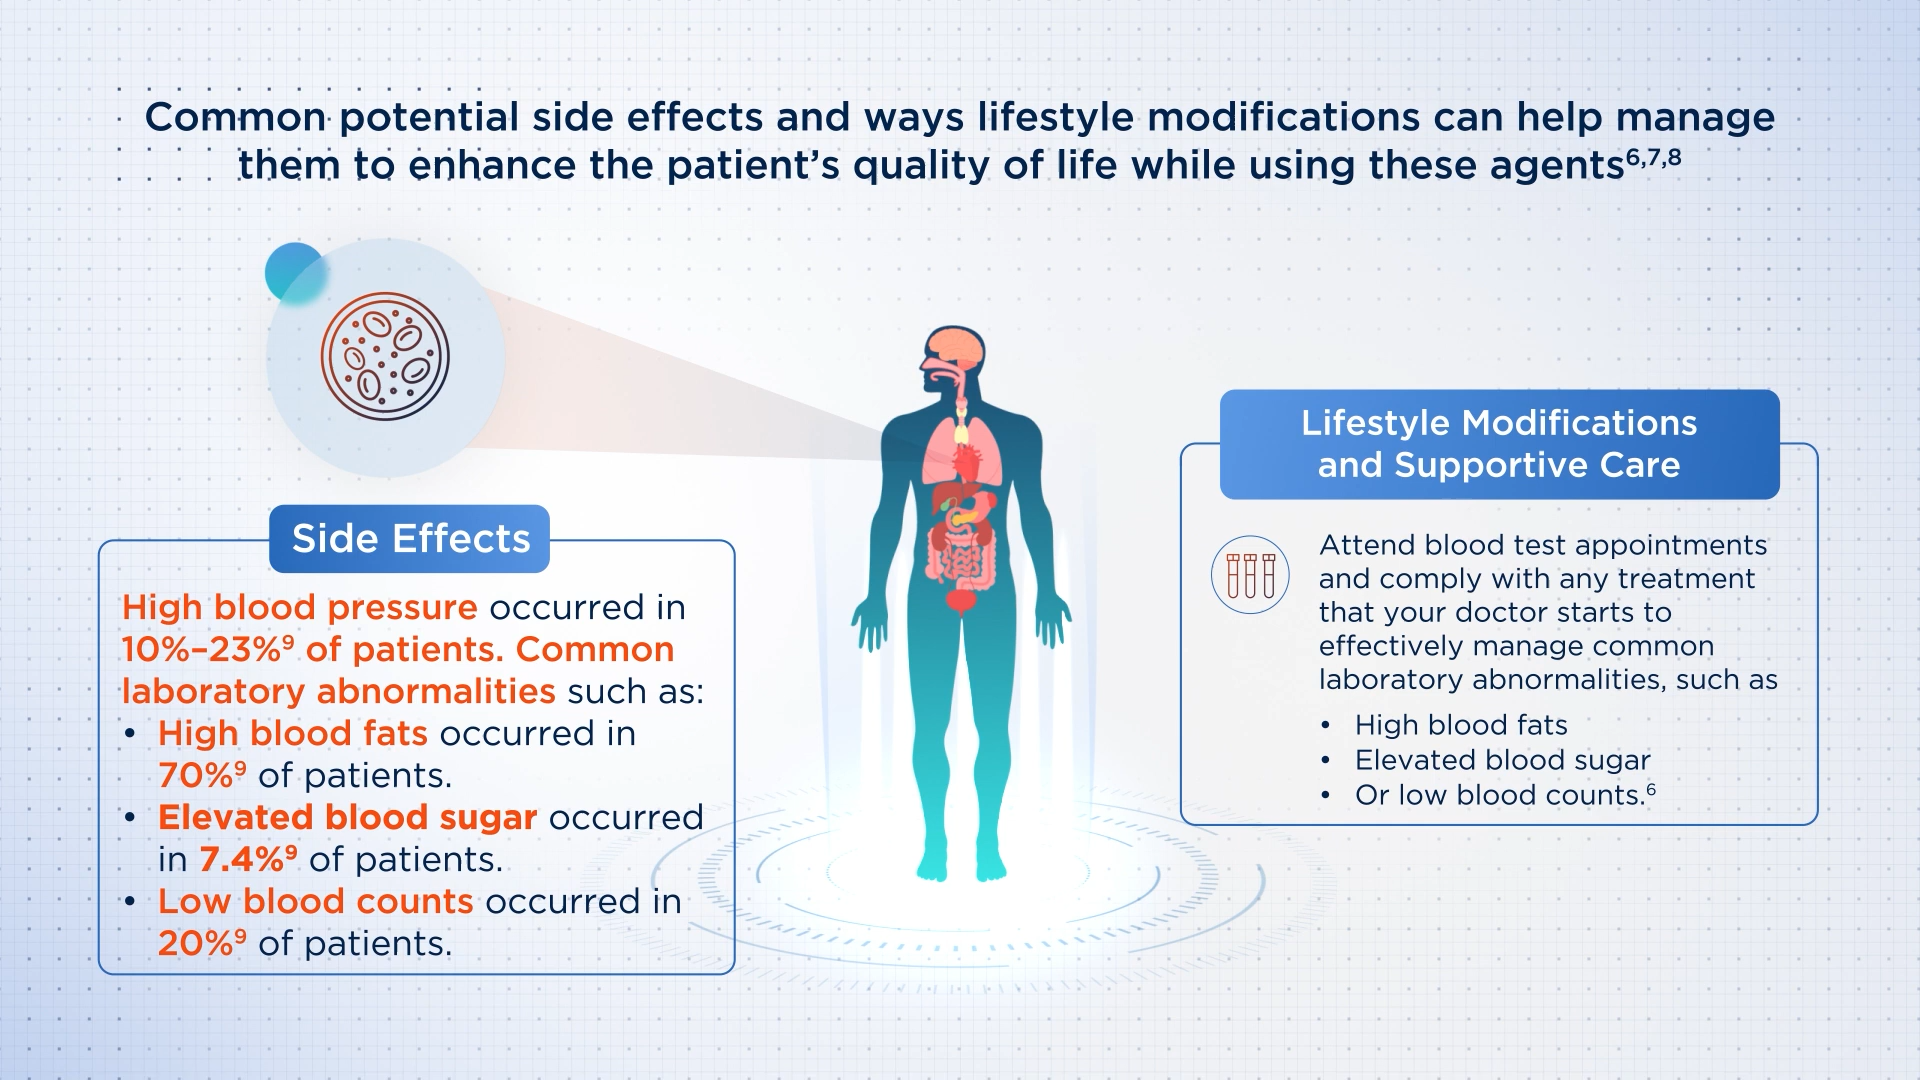 Common potential side effects and ways lifestyle modifications can help manage
them to enhance the patient’s quality of life while using these agents6,7,8
Side Effects
High blood pressure occurred in
10%–23%9 of patients. Common
laboratory abnormalities such as:
• High blood fats occurred in
70%9 of patients.
• Elevated blood sugar occurred
in 7.4%9 of patients.
• Low blood counts occurred in
20%9 of patients.
Lifestyle Modifications
and Supportive Care
Attend blood test appointments
and comply with any treatment
that your doctor starts to
effectively manage common
laboratory abnormalities, such as
• High blood fats
• Elevated blood sugar
• Or low blood counts.6